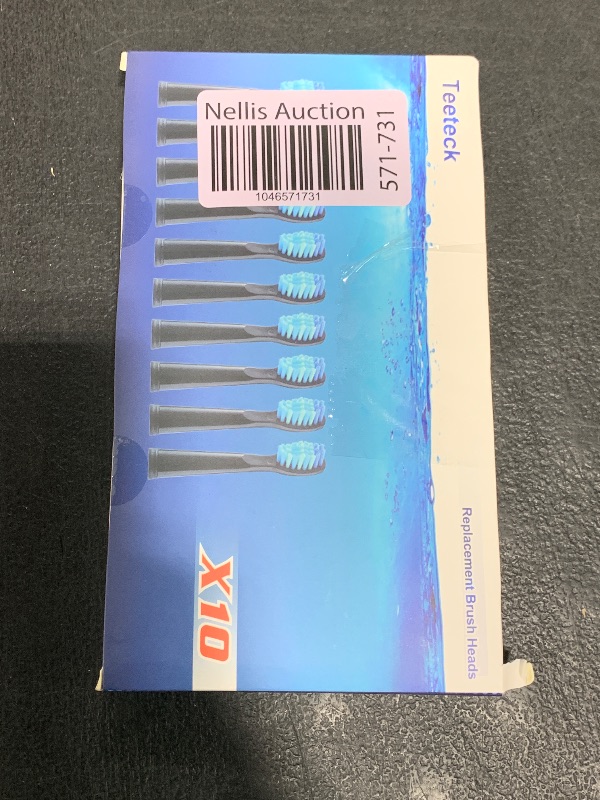 Nellis Auction
1046571731
571-731
Teeteck
Replacement Brush Heads
X10